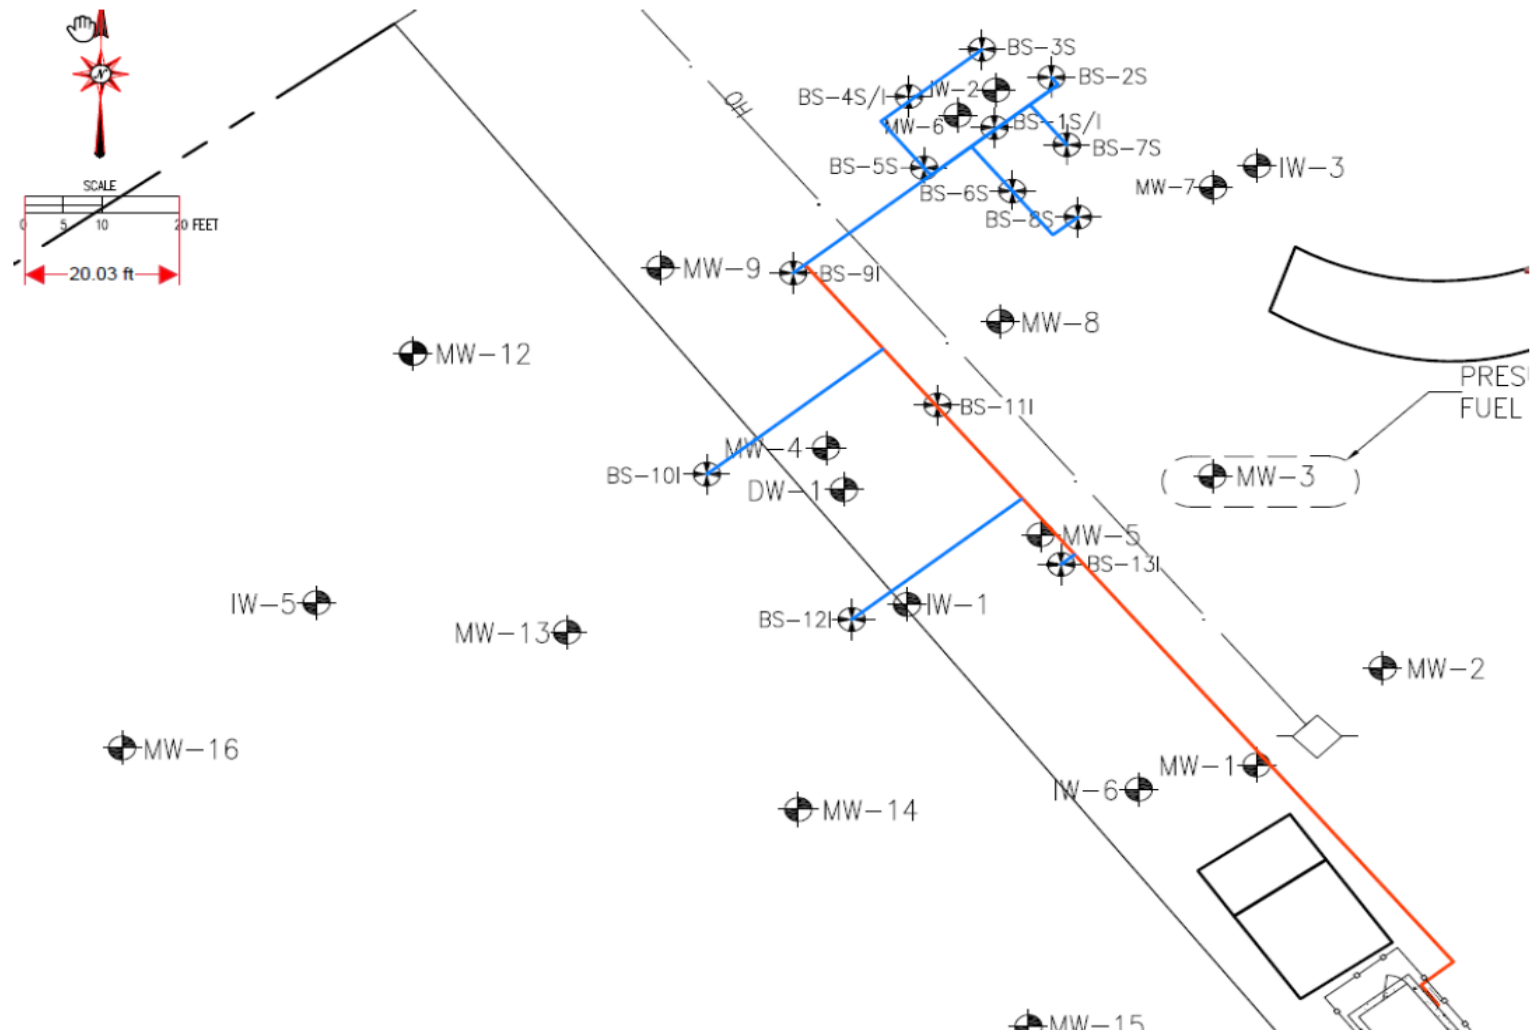 N
SCALE
0 5 10 20 FEET
20.03 ft
OH
BS-3S
BS-2S
BS-4S/I
IW-2
MW-6
BS-1S/I
BS-7S
BS-5S
IW-3
MW-7
BS-6S
BS-8S
MW-9
BS-9I
MW-8
MW-12
PRES
FUEL
BS-11I
MW-4
BS-10I
DW-1
MW-3
MW-5
BS-13I
IW-5
IW-1
BS-12I
MW-13
MW-2
MW-16
MW-1
IW-6
MW-14
MW-15